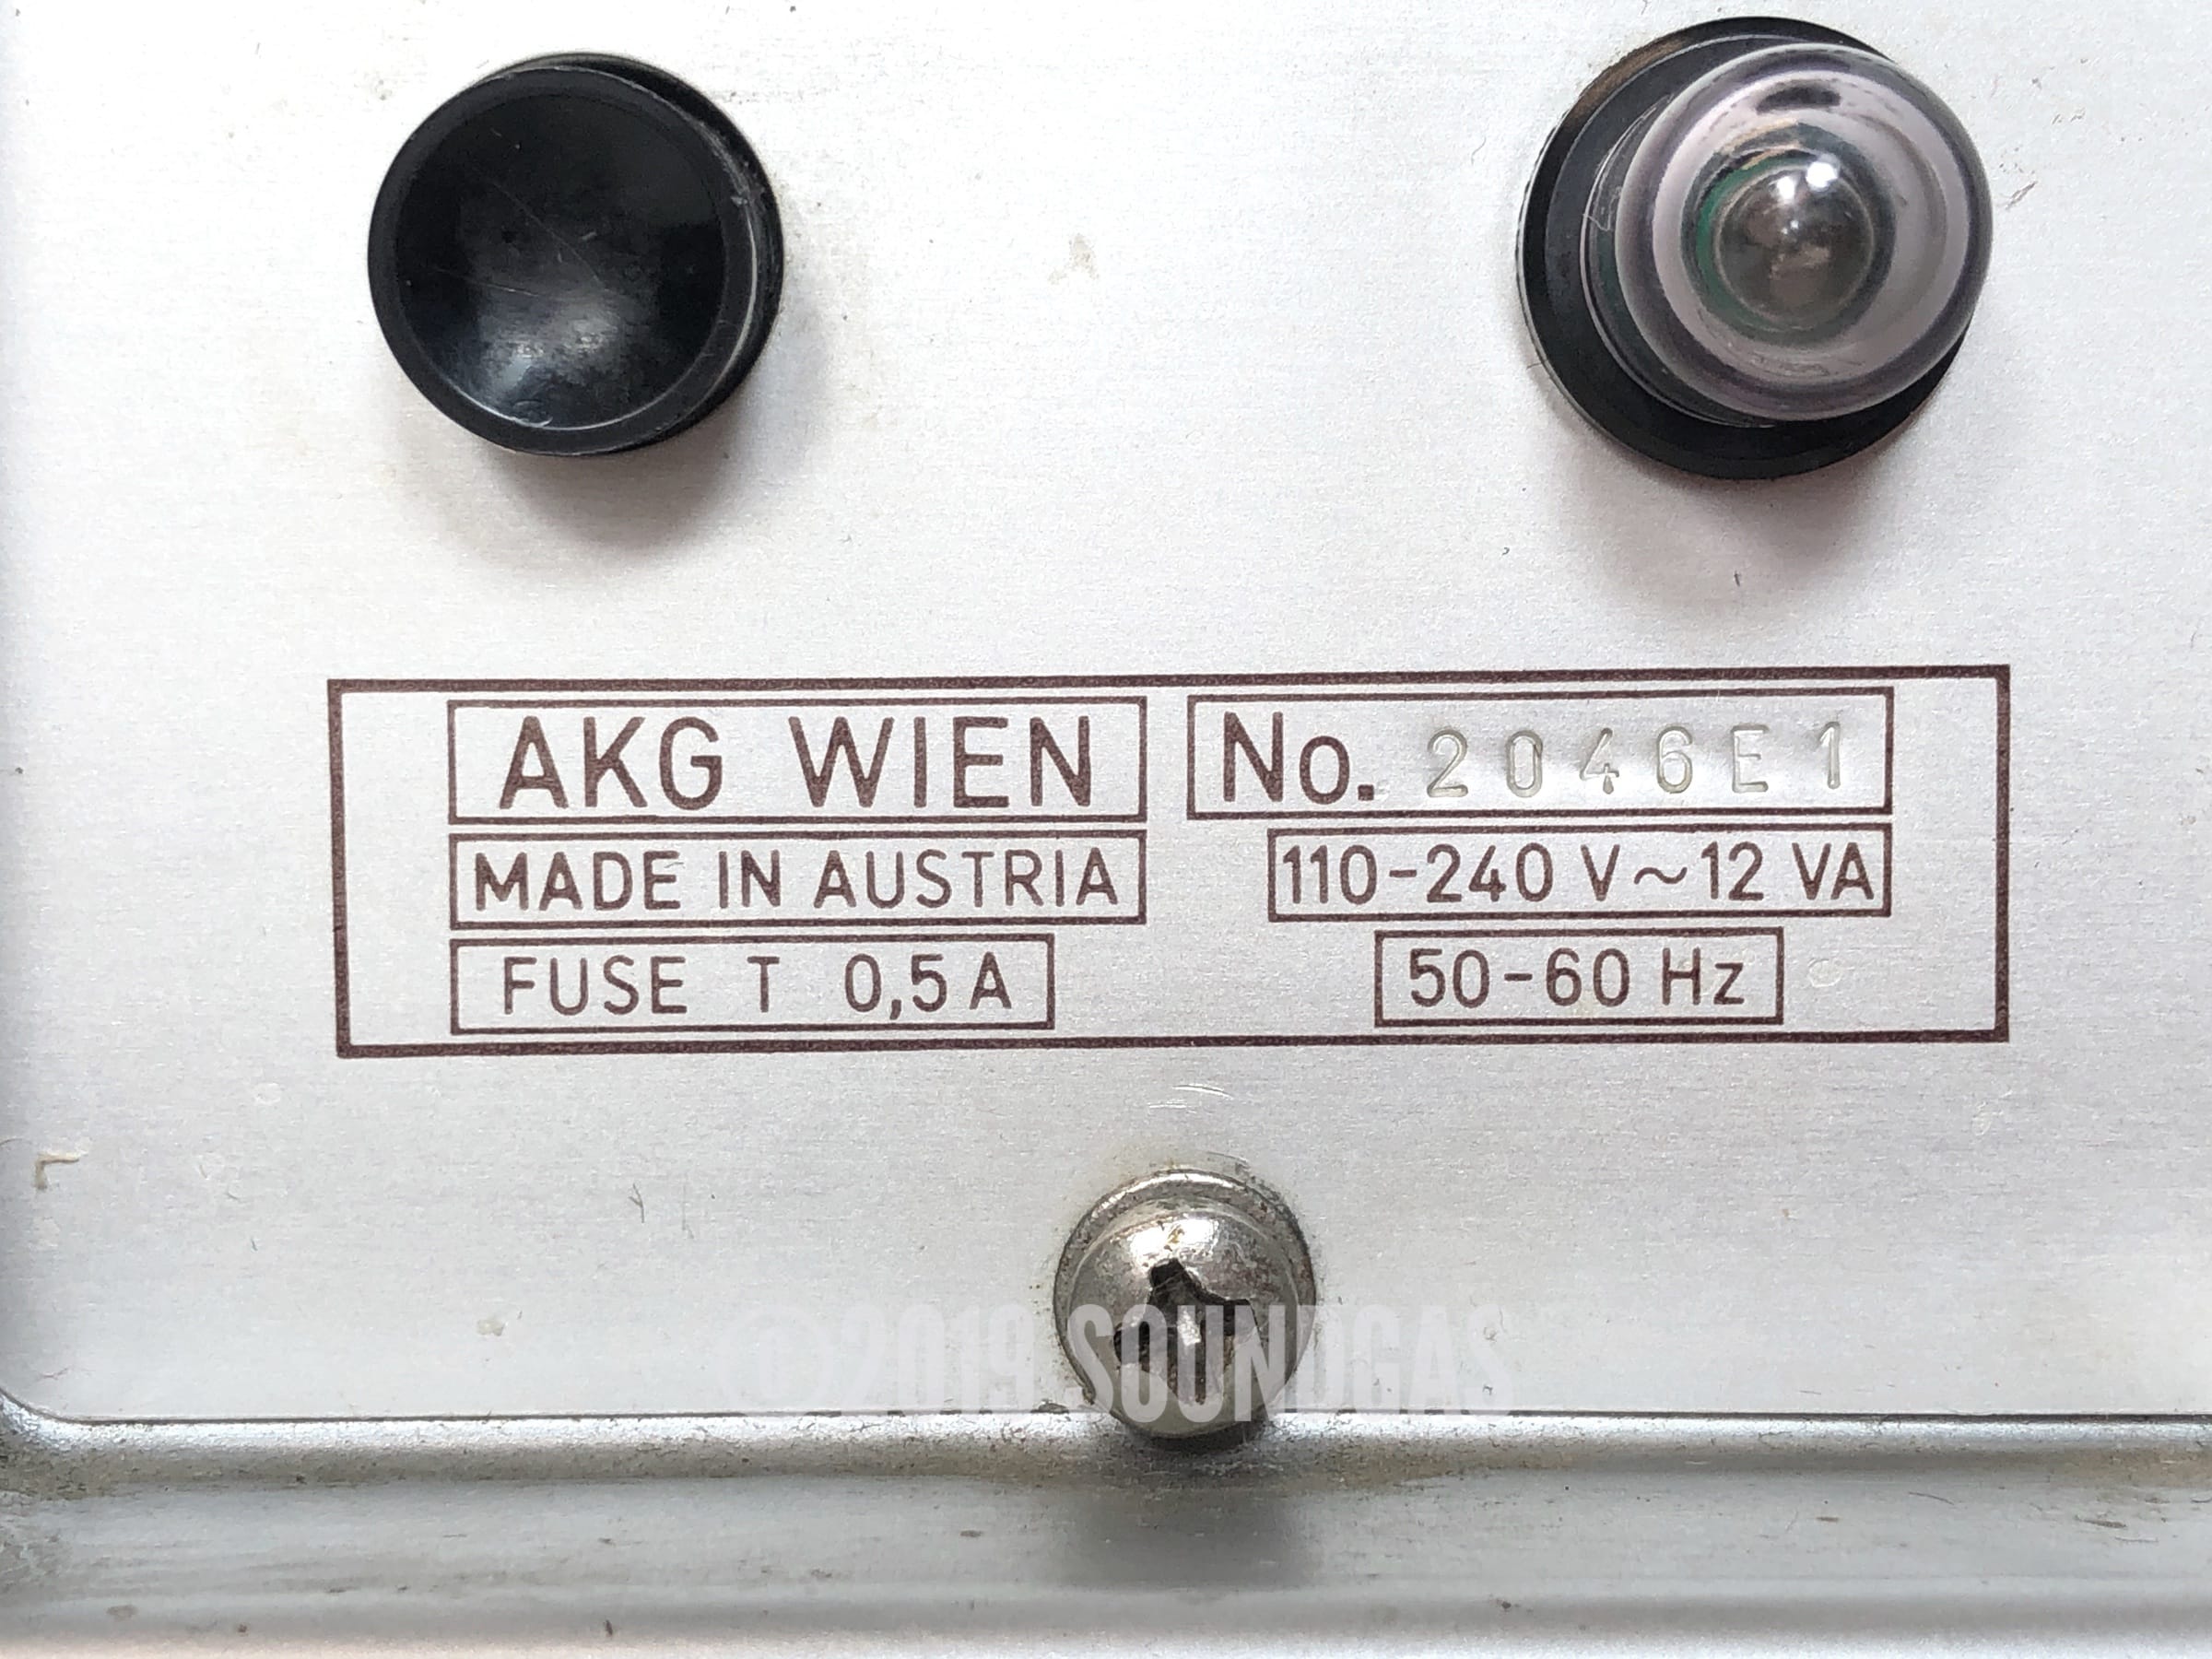 AKG WIEN
No. 2046E1
MADE IN AUSTRIA
110-240 V~12 VA
FUSE T 0,5 A
50-60 Hz
©2019 SOUNDGAS